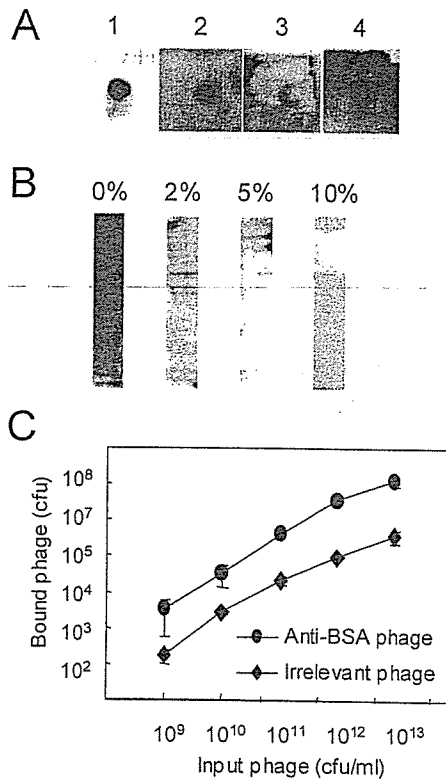 A
1 2 3 4
B
0% 2% 5% 10%
C
Bound phage (cfu)
10⁸
10⁷
10⁵
10⁴
10³
10²
Anti-BSA phage
Irrelevant phage
10⁹ 10¹⁰ 10¹¹ 10¹² 10¹³
Input phage (cfu/ml)